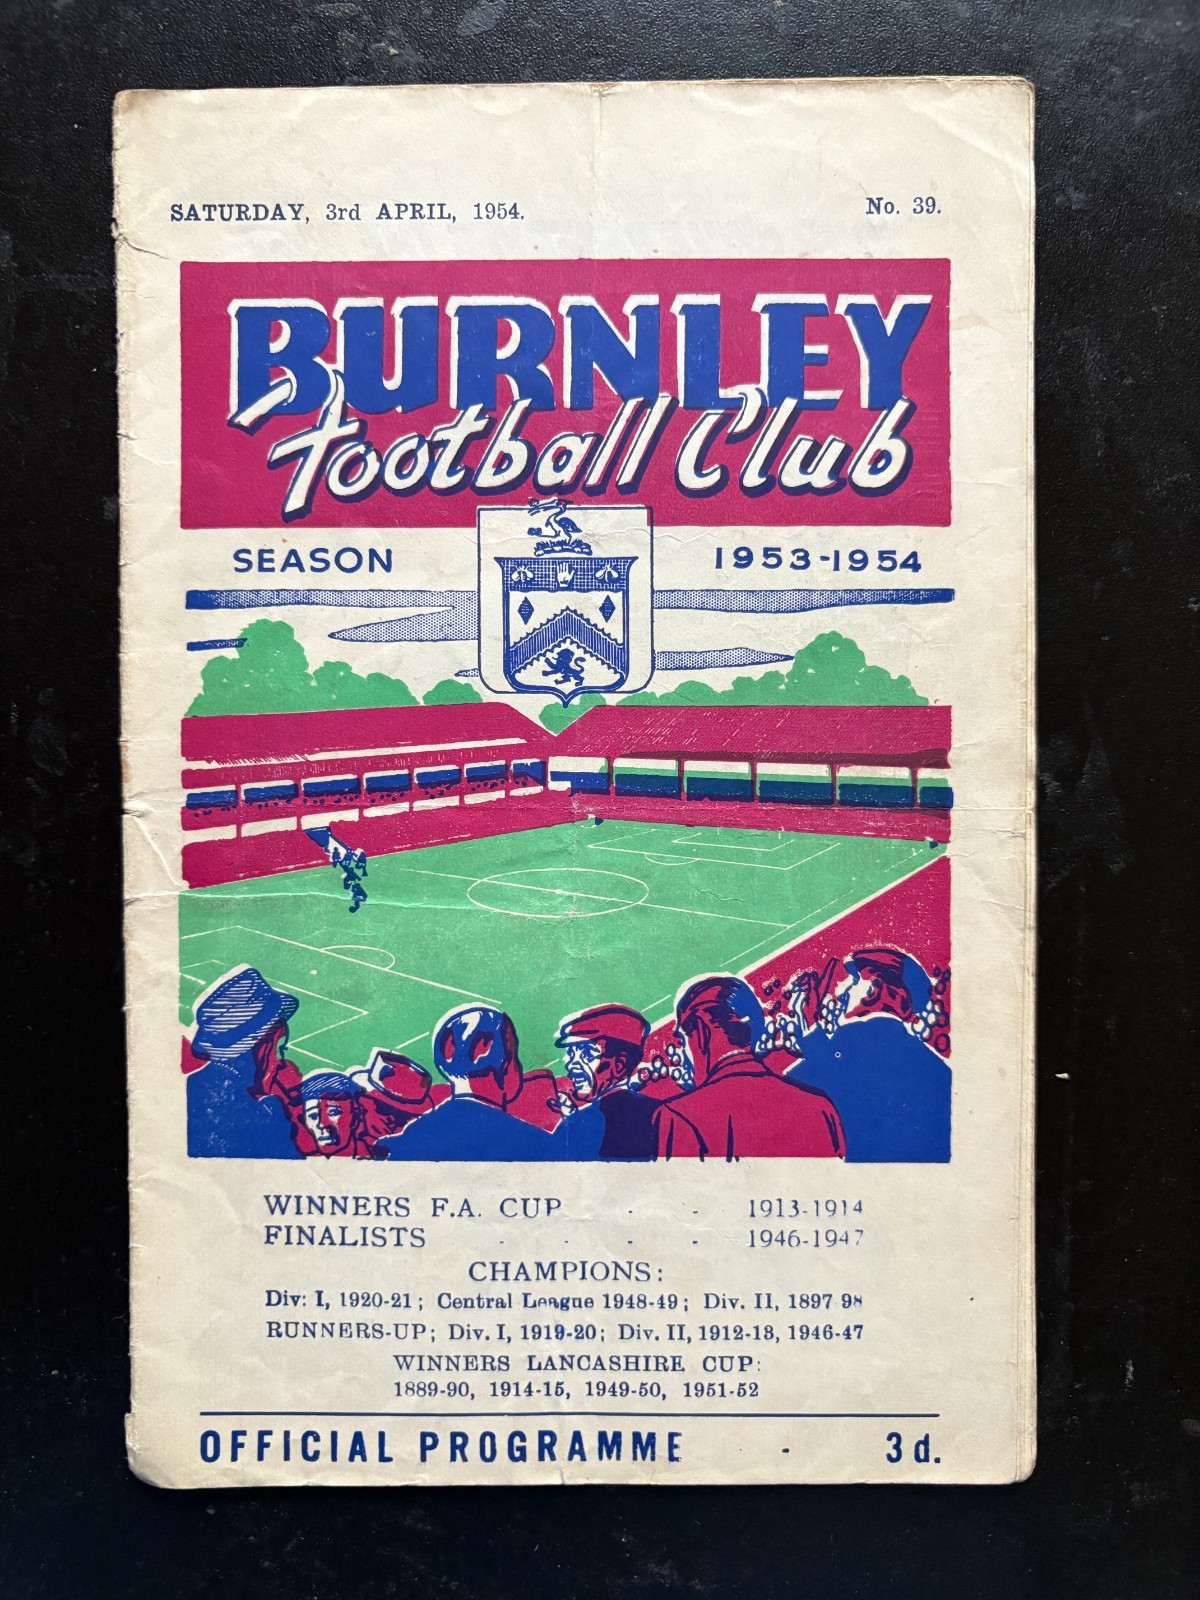 SATURDAY, 3rd APRIL, 1954. No. 39.
BURNLEY
Football Club
SEASON 1953-1954
WINNERS F.A. CUP - - 1913-1914
FINALISTS - - - - 1946-1947
CHAMPIONS:
Div: I, 1920-21; Central League 1948-49; Div. II, 1897 98
RUNNERS-UP; Div. I, 1919-20; Div. II, 1912-13, 1946-47
WINNERS LANCASHIRE CUP:
1889-90, 1914-15, 1949-50, 1951-52
OFFICIAL PROGRAMME - 3d.